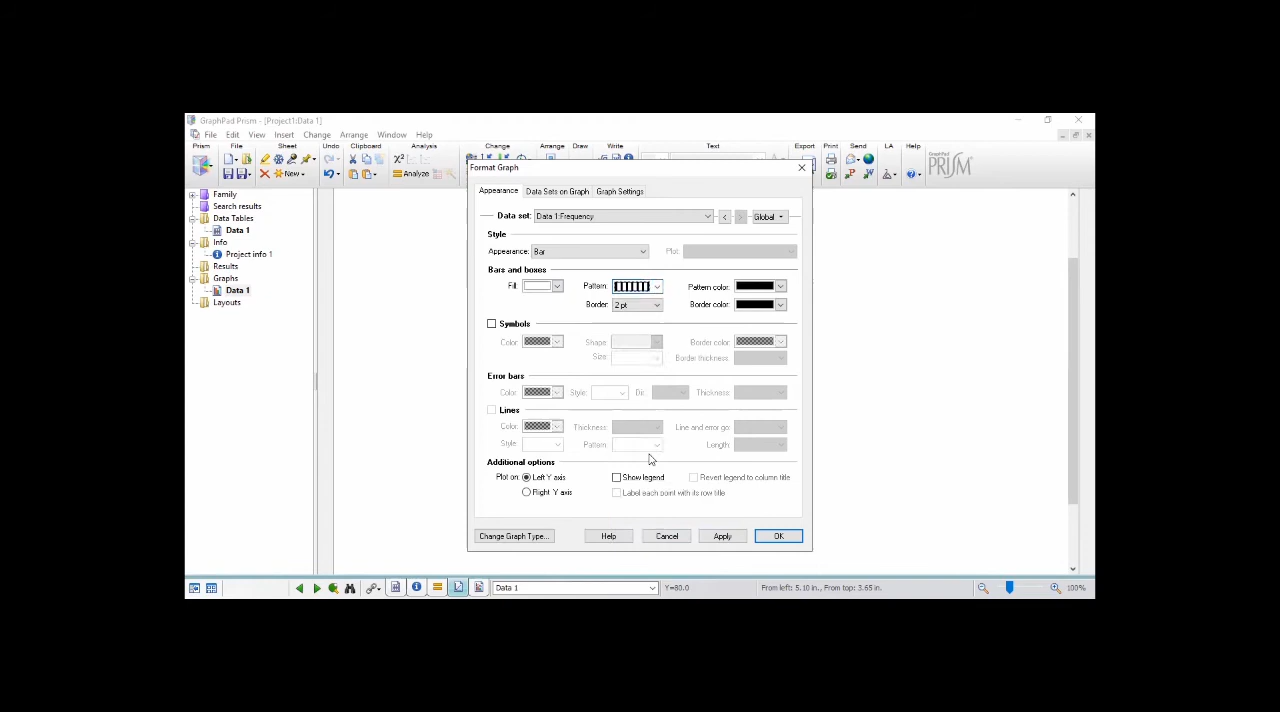 GraphPad Prism - [Project1:Data 1]
File Edit View Insert Change Arrange Window Help
Prism File Sheet Undo Clipboard Analysis Change Arrange Draw Write Text Export Print Send LA Help
New
Analyze
GraphPad
PRISM
Family
Search results
Data Tables
Data 1
Info
Project info 1
Results
Graphs
Data 1
Layouts
Format Graph
Appearance Data Sets on Graph Graph Settings
Data set: Data 1:Frequency < > Global
Style
Appearance: Bar Plot:
Bars and boxes
Fill: Pattern: Pattern color:
Border: 2 pt Border color:
Symbols
Color: Shape: Border color:
Size: Border thickness:
Error bars
Color: Style: Dir.: Thickness:
Lines
Color: Thickness: Line and error go:
Style: Pattern: Length:
Additional options
Plot on: Left Y axis Show legend Revert legend to column title
Right Y axis Label each point with its row title
Change Graph Type... Help Cancel Apply OK
Data 1 Y=80.0 From left: 5.10 in., From top: 3.65 in. 100%